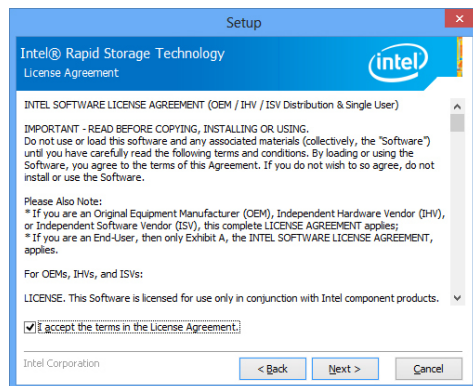 Setup
Intel® Rapid Storage Technology
License Agreement
intel
INTEL SOFTWARE LICENSE AGREEMENT (OEM / IHV / ISV Distribution & Single User)
IMPORTANT - READ BEFORE COPYING, INSTALLING OR USING.
Do not use or load this software and any associated materials (collectively, the "Software")
until you have carefully read the following terms and conditions. By loading or using the
Software, you agree to the terms of this Agreement. If you do not wish to so agree, do not
install or use the Software.
Please Also Note:
* If you are an Original Equipment Manufacturer (OEM), Independent Hardware Vendor (IHV),
or Independent Software Vendor (ISV), this complete LICENSE AGREEMENT applies;
* If you are an End-User, then only Exhibit A, the INTEL SOFTWARE LICENSE AGREEMENT,
applies.
For OEMs, IHVs, and ISVs:
LICENSE. This Software is licensed for use only in conjunction with Intel component products.
I accept the terms in the License Agreement.
Intel Corporation
< Back
Next >
Cancel